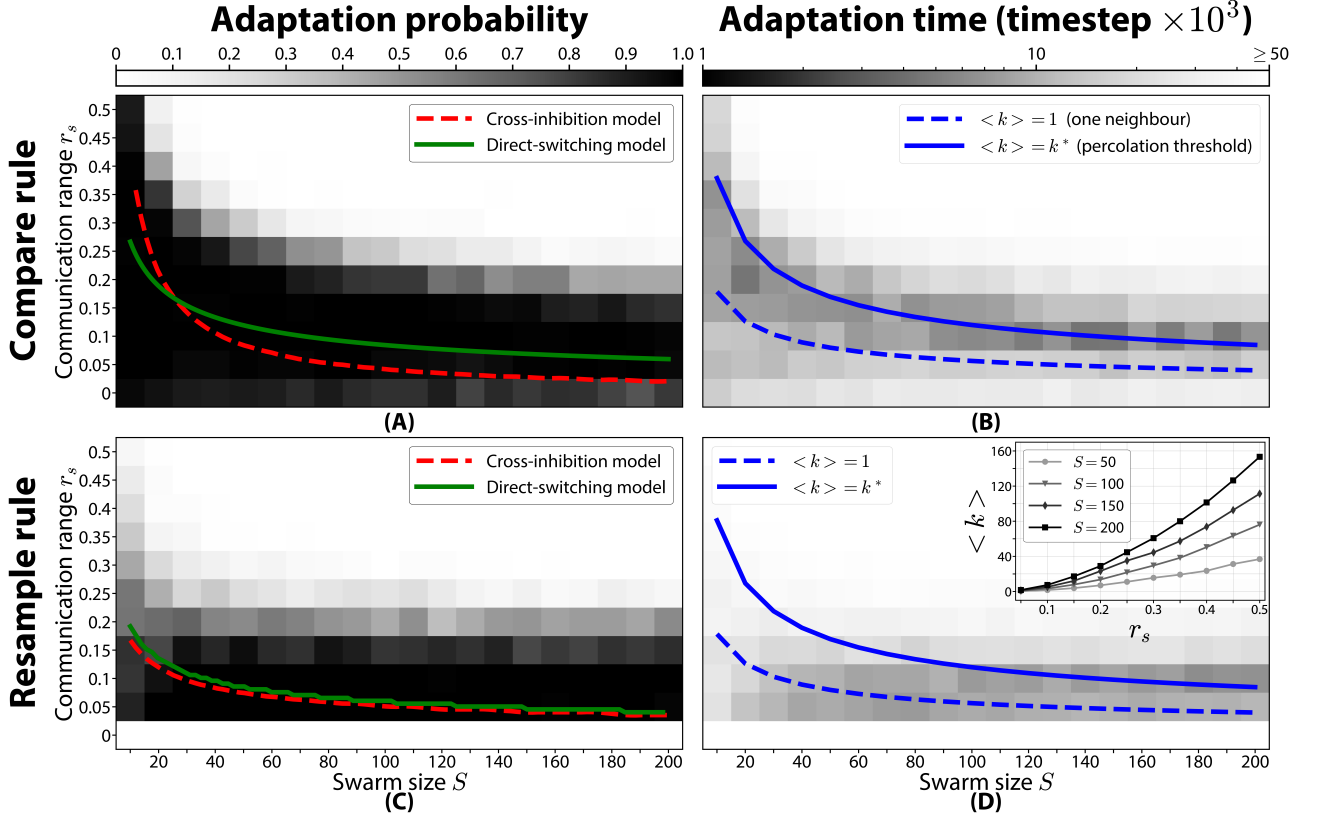 Adaptation probability
Adaptation time (timestep ×10³)
0 0.1 0.2 0.3 0.4 0.5 0.6 0.7 0.8 0.9 1.0
1 10 ≥50
Compare rule
Communication range r_s
0.5
0.45
0.4
0.35
0.3
0.25
0.2
0.15
0.1
0.05
0
Cross-inhibition model
Direct-switching model
(A)
<k> = 1 (one neighbour)
<k> = k* (percolation threshold)
(B)
Resample rule
Communication range r_s
0.5
0.45
0.4
0.35
0.3
0.25
0.2
0.15
0.1
0.05
0
Cross-inhibition model
Direct-switching model
20 40 60 80 100 120 140 160 180 200
Swarm size S
(C)
<k> = 1
<k> = k*
<k>
160
120
80
40
0
S = 50
S = 100
S = 150
S = 200
0.1 0.2 0.3 0.4 0.5
r_s
20 40 60 80 100 120 140 160 180 200
Swarm size S
(D)